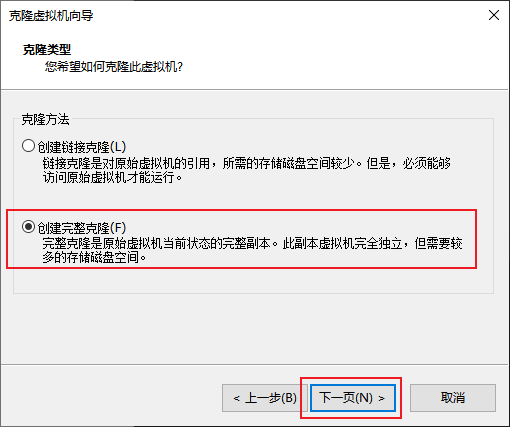 克隆虚拟机向导
克隆类型
您希望如何克隆此虚拟机?
克隆方法
创建链接克隆(L)
链接克隆是对原始虚拟机的引用，所需的存储磁盘空间较少。但是，必须能够
访问原始虚拟机才能运行。
创建完整克隆(F)
完整克隆是原始虚拟机当前状态的完整副本。此副本虚拟机完全独立，但需要较
多的存储磁盘空间。
< 上一步(B)
下一页(N) >
取消